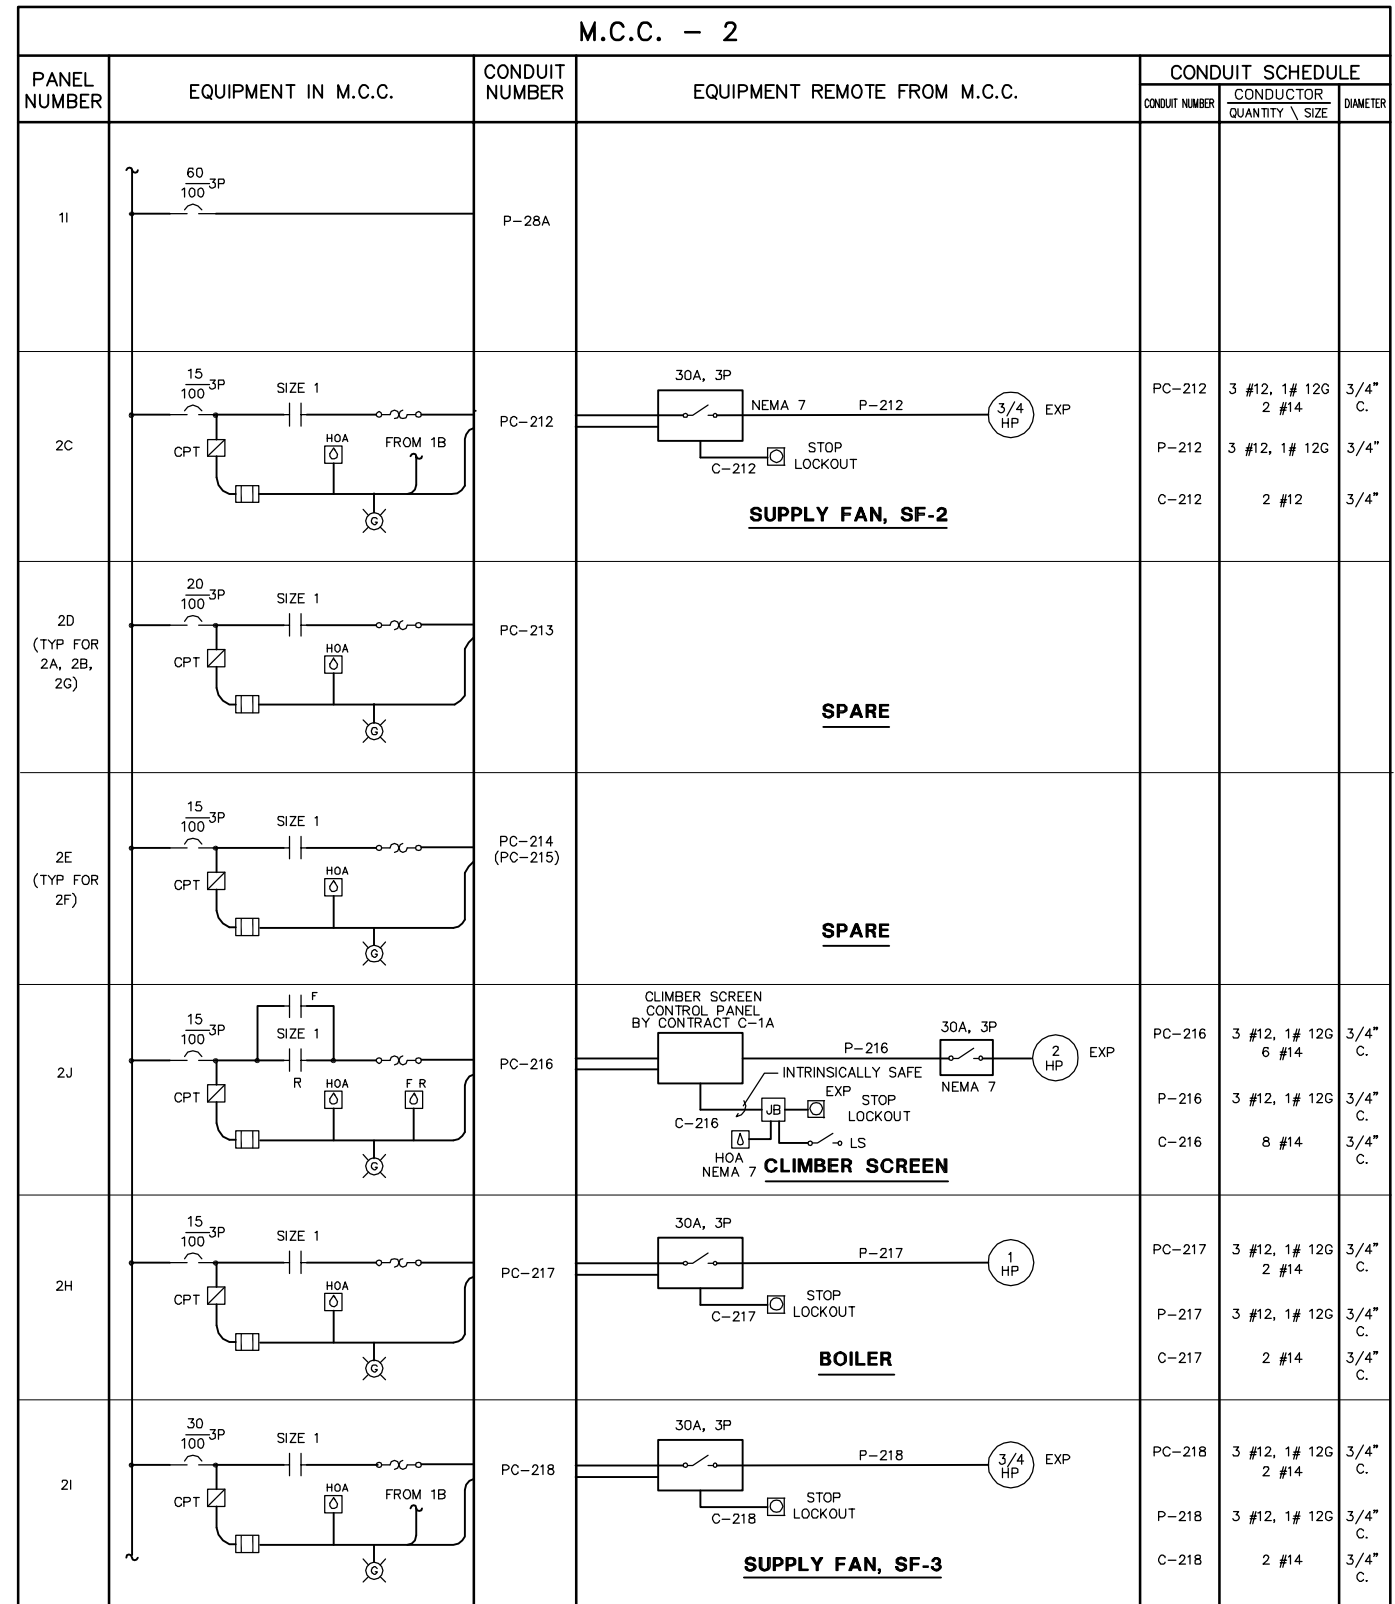 M.C.C. - 2
PANEL
NUMBER
EQUIPMENT IN M.C.C.
CONDUIT
NUMBER
EQUIPMENT REMOTE FROM M.C.C.
CONDUIT SCHEDULE
CONDUIT NUMBER
CONDUCTOR
QUANTITY \ SIZE
DIAMETER
1I
60
100 3P
P-28A
2C
15
100 3P
SIZE 1
CPT
HOA
FROM 1B
G
PC-212
30A, 3P
NEMA 7
P-212
3/4
HP
EXP
C-212
STOP
LOCKOUT
SUPPLY FAN, SF-2
PC-212 3 #12, 1# 12G 3/4"
2 #14 C.
P-212 3 #12, 1# 12G 3/4"
C-212 2 #12 3/4"
2D
(TYP FOR
2A, 2B,
2G)
20
100 3P
SIZE 1
CPT
HOA
G
PC-213
SPARE
2E
(TYP FOR
2F)
15
100 3P
SIZE 1
CPT
HOA
G
PC-214
(PC-215)
SPARE
2J
15
100 3P
F
SIZE 1
R
CPT
HOA
F R
G
PC-216
CLIMBER SCREEN
CONTROL PANEL
BY CONTRACT C-1A
P-216
30A, 3P
NEMA 7
2
HP
EXP
INTRINSICALLY SAFE
C-216
JB
EXP
STOP
LOCKOUT
LS
HOA
NEMA 7
CLIMBER SCREEN
PC-216 3 #12, 1# 12G 3/4"
6 #14 C.
P-216 3 #12, 1# 12G 3/4"
C.
C-216 8 #14 3/4"
C.
2H
15
100 3P
SIZE 1
CPT
HOA
G
PC-217
30A, 3P
P-217
1
HP
C-217
STOP
LOCKOUT
BOILER
PC-217 3 #12, 1# 12G 3/4"
2 #14 C.
P-217 3 #12, 1# 12G 3/4"
C.
C-217 2 #14 3/4"
C.
2I
30
100 3P
SIZE 1
CPT
HOA
FROM 1B
G
PC-218
30A, 3P
P-218
3/4
HP
EXP
C-218
STOP
LOCKOUT
SUPPLY FAN, SF-3
PC-218 3 #12, 1# 12G 3/4"
2 #14 C.
P-218 3 #12, 1# 12G 3/4"
C.
C-218 2 #14 3/4"
C.